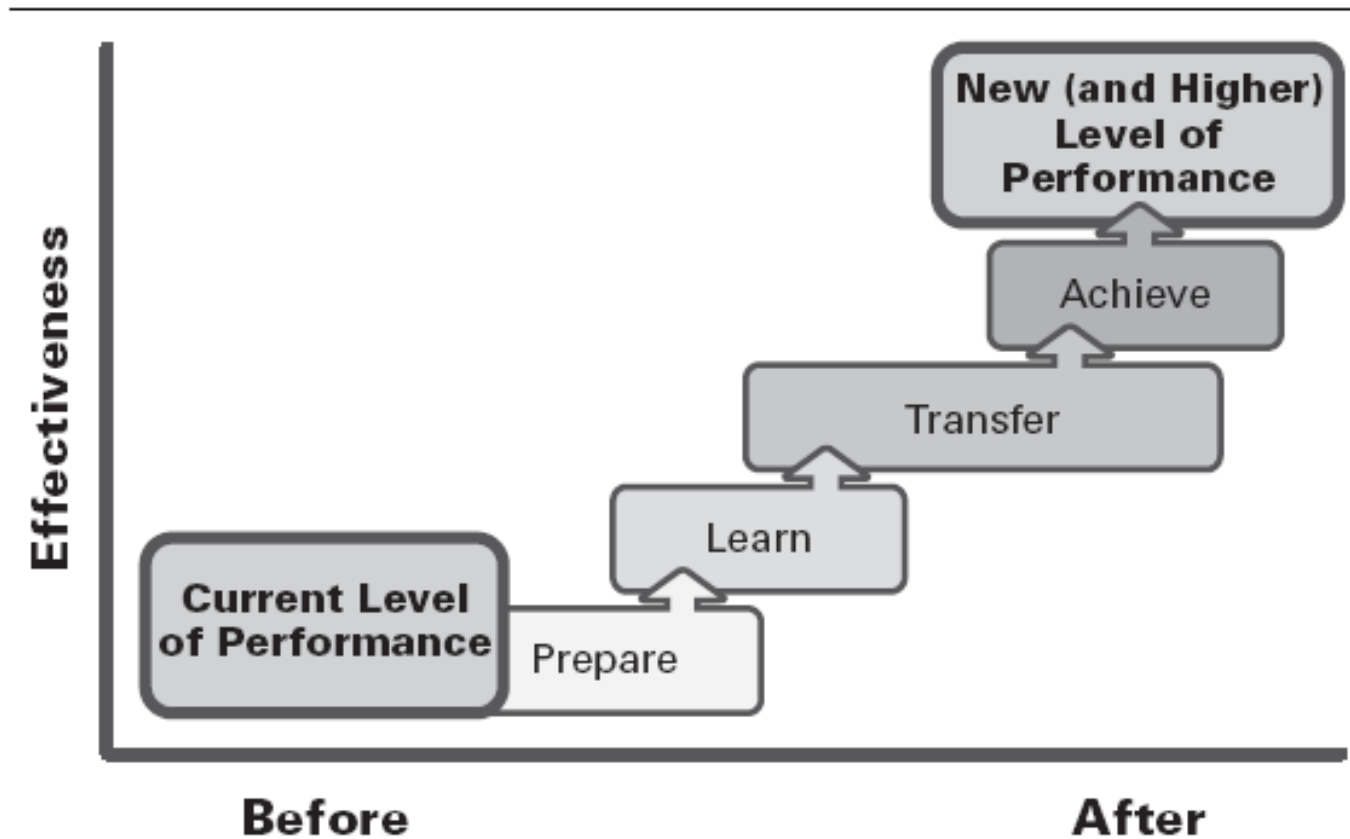 New (and Higher)
Level of
Performance
Achieve
Transfer
Learn
Current Level
of Performance
Prepare
Effectiveness
Before
After